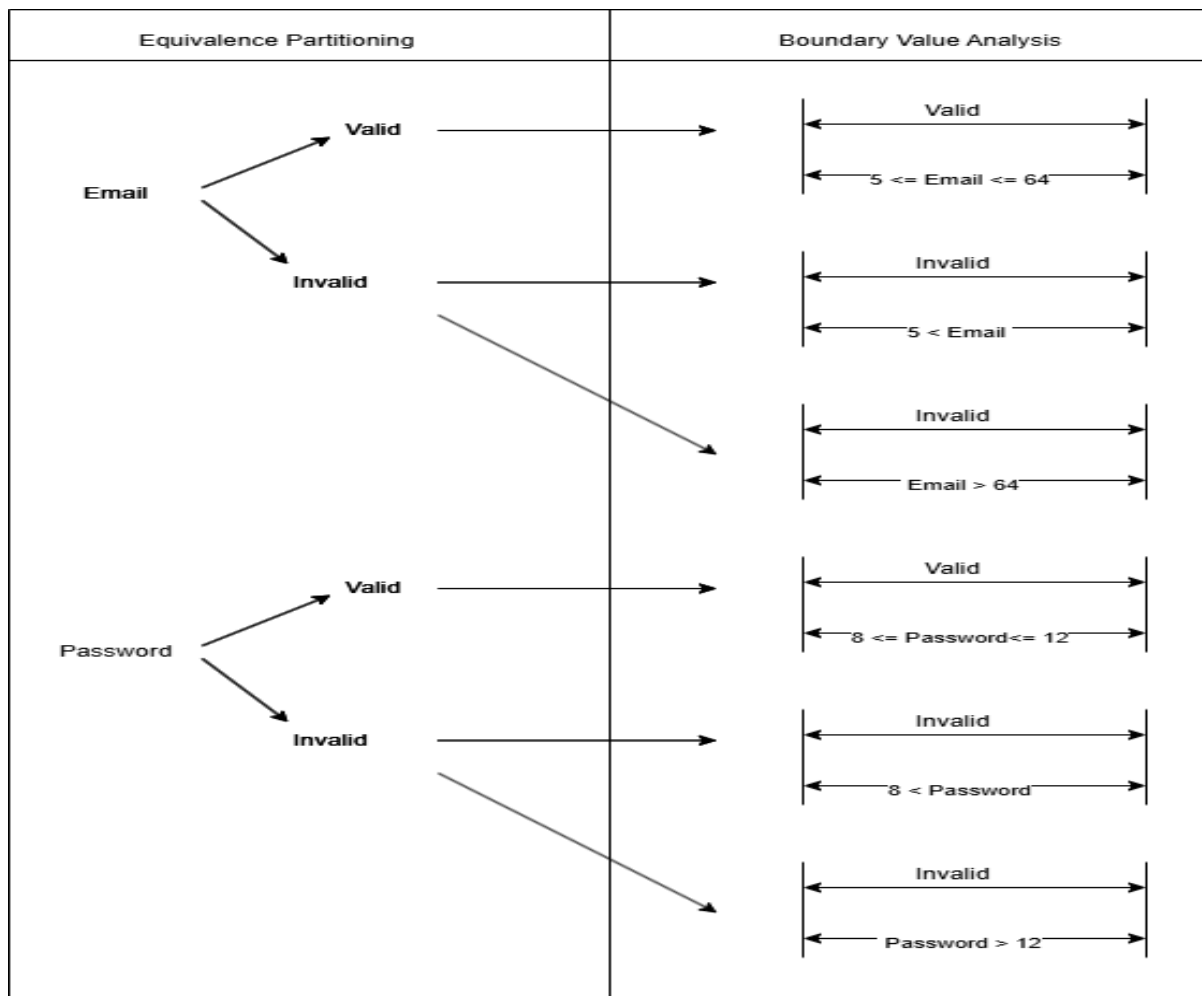 Equivalence Partitioning
Boundary Value Analysis
Email
Valid
Valid
5 <= Email <= 64
Invalid
Invalid
5 < Email
Invalid
Email > 64
Password
Valid
Valid
8 <= Password<= 12
Invalid
Invalid
8 < Password
Invalid
Password > 12